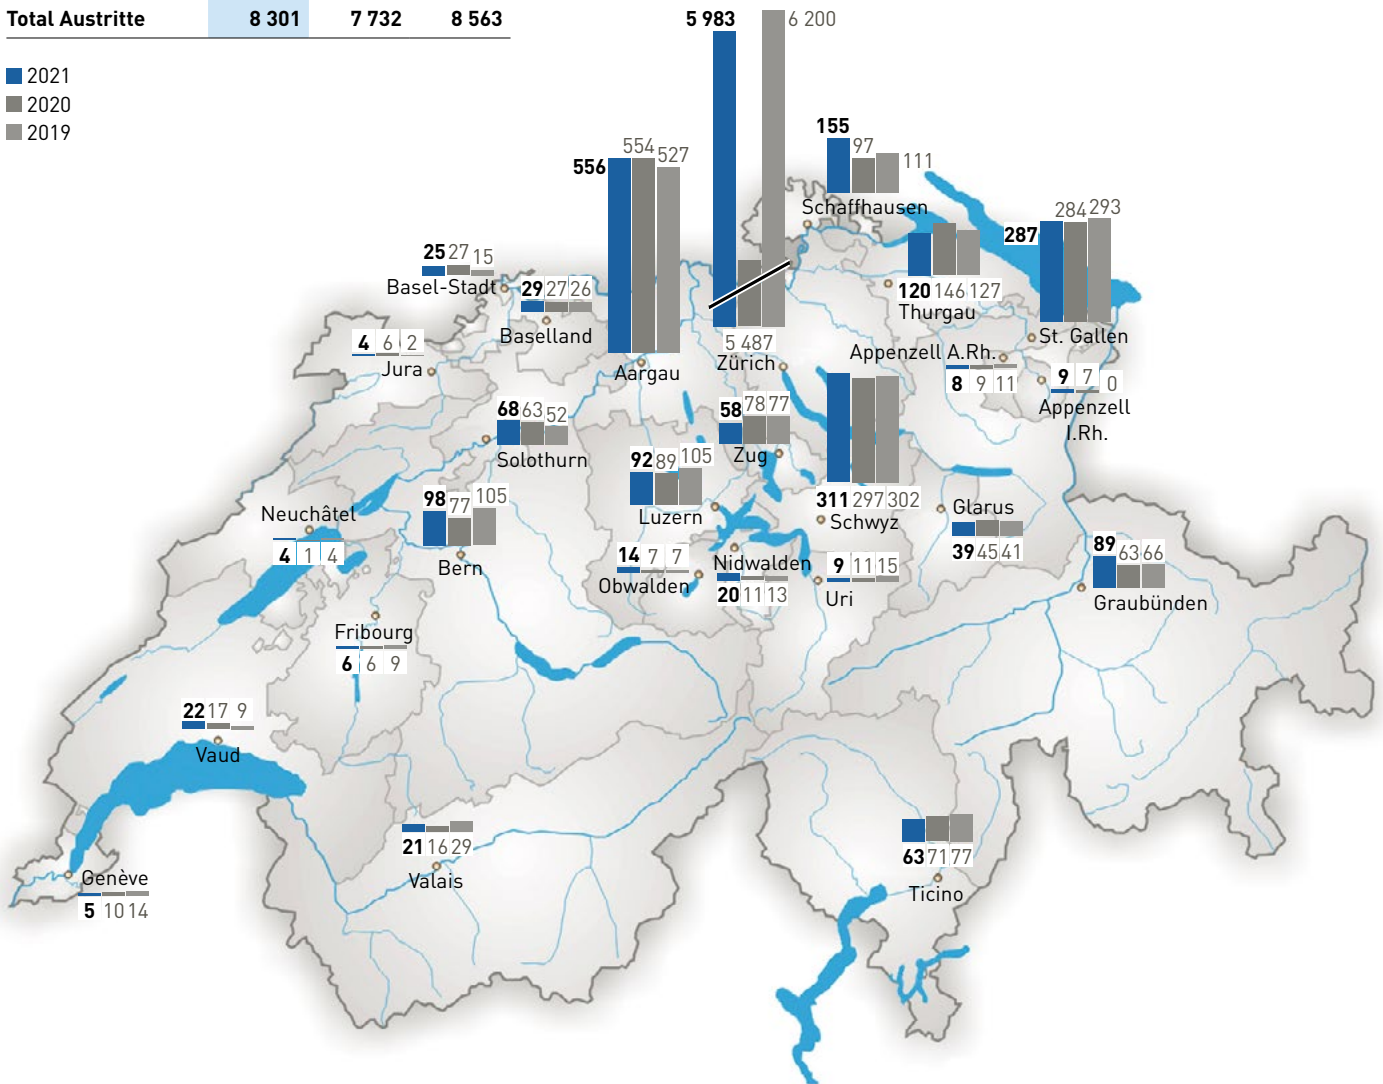 Total Austritte 8 301 7 732 8 563
2021
2020
2019
5 983 6 200
5 487
Zürich
155 97 111
Schaffhausen
556 554 527
Aargau
287 284 293
St. Gallen
120 146 127
Thurgau
25 27 15
Basel-Stadt
29 27 26
Baselland
4 6 2
Jura
Appenzell A.Rh.
8 9 11
9 7 0
Appenzell
I.Rh.
68 63 52
Solothurn
58 78 77
Zug
92 89 105
Luzern
311 297 302
Schwyz
Glarus
39 45 41
Neuchâtel
4 1 4
98 77 105
Bern
14 7 7
Obwalden
Nidwalden
20 11 13
9 11 15
Uri
89 63 66
Graubünden
Fribourg
6 6 9
22 17 9
Vaud
21 16 29
Valais
63 71 77
Ticino
Genève
5 10 14